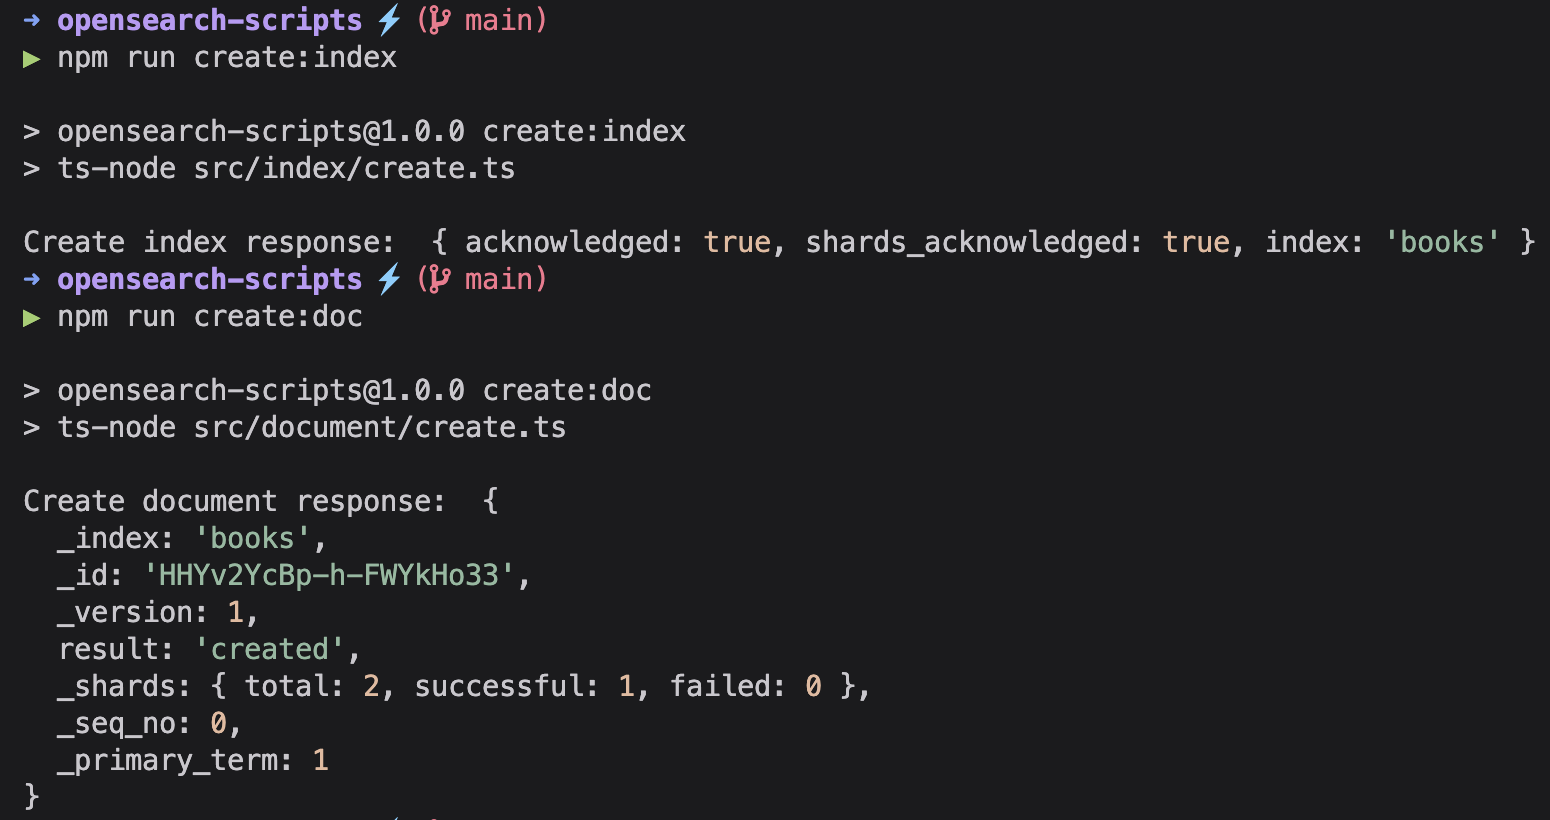 ➜ opensearch-scripts ⚡ ( main)
▶ npm run create:index
> opensearch-scripts@1.0.0 create:index
> ts-node src/index/create.ts
Create index response:  { acknowledged: true, shards_acknowledged: true, index: 'books' }
➜ opensearch-scripts ⚡ ( main)
▶ npm run create:doc
> opensearch-scripts@1.0.0 create:doc
> ts-node src/document/create.ts
Create document response:  {
  _index: 'books',
  _id: 'HHYv2YcBp-h-FWYkHo33',
  _version: 1,
  result: 'created',
  _shards: { total: 2, successful: 1, failed: 0 },
  _seq_no: 0,
  _primary_term: 1
}